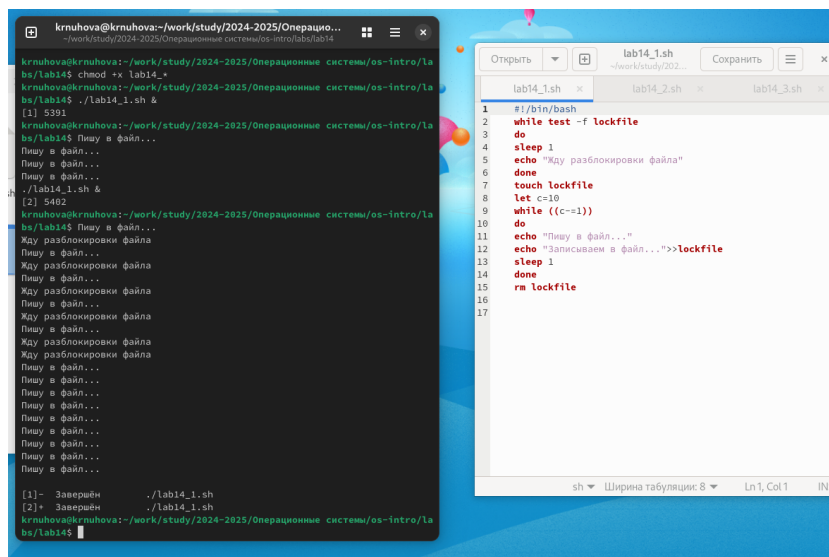 krnuhova@krnuhova:~/work/study/2024-2025/Операцио...
~/work/study/2024-2025/Операционные системы/os-intro/labs/lab14
krnuhova@krnuhova:~/work/study/2024-2025/Операционные системы/os-intro/la
bs/lab14$ chmod +x lab14_*
krnuhova@krnuhova:~/work/study/2024-2025/Операционные системы/os-intro/la
bs/lab14$ ./lab14_1.sh &
[1] 5391
krnuhova@krnuhova:~/work/study/2024-2025/Операционные системы/os-intro/la
bs/lab14$ Пишу в файл...
Пишу в файл...
Пишу в файл...
Пишу в файл...
./lab14_1.sh &
[2] 5402
krnuhova@krnuhova:~/work/study/2024-2025/Операционные системы/os-intro/la
bs/lab14$ Пишу в файл...
Жду разблокировки файла
Пишу в файл...
Жду разблокировки файла
Пишу в файл...
Жду разблокировки файла
Пишу в файл...
Жду разблокировки файла
Пишу в файл...
Жду разблокировки файла
Жду разблокировки файла
Пишу в файл...
Пишу в файл...
Пишу в файл...
Пишу в файл...
Пишу в файл...
Пишу в файл...
Пишу в файл...
Пишу в файл...
Пишу в файл...
[1]- Завершён ./lab14_1.sh
[2]+ Завершён ./lab14_1.sh
krnuhova@krnuhova:~/work/study/2024-2025/Операционные системы/os-intro/la
bs/lab14$
Открыть
lab14_1.sh
~/work/study/202...
Сохранить
lab14_1.sh
lab14_2.sh
lab14_3.sh
1 #!/bin/bash
2 while test -f lockfile
3 do
4 sleep 1
5 echo "Жду разблокировки файла"
6 done
7 touch lockfile
8 let c=10
9 while ((c-=1))
10 do
11 echo "Пишу в файл..."
12 echo "Записываем в файл...">>lockfile
13 sleep 1
14 done
15 rm lockfile
16
17
sh
Ширина табуляции: 8
Ln 1, Col 1
IN